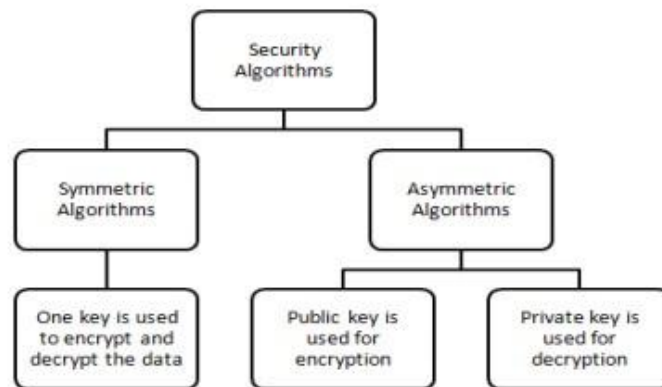 Security
Algorithms
Symmetric
Algorithms
Asymmetric
Algorithms
One key is used
to encrypt and
decrypt the data
Public key is
used for
encryption
Private key is
used for
decryption